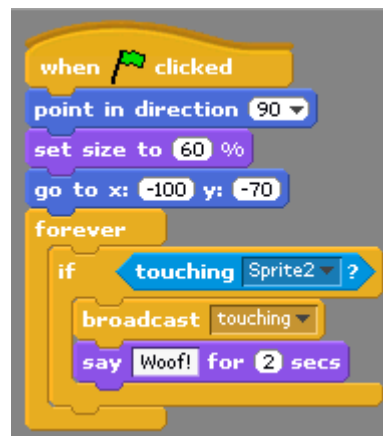 when clicked
point in direction 90
set size to 60 %
go to x: -100 y: -70
forever
if touching Sprite2 ?
broadcast touching
say Woof! for 2 secs